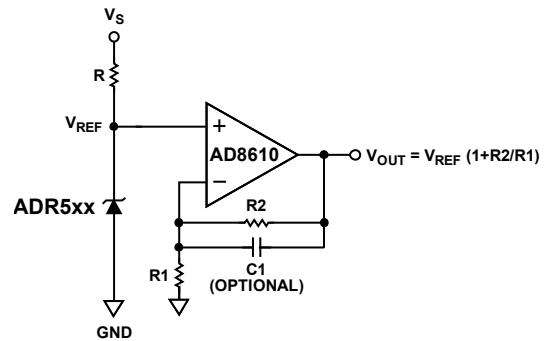 VS
R
VREF
+
AD8610
−
VOUT = VREF (1+R2/R1)
ADR5xx
R2
R1
C1
(OPTIONAL)
GND